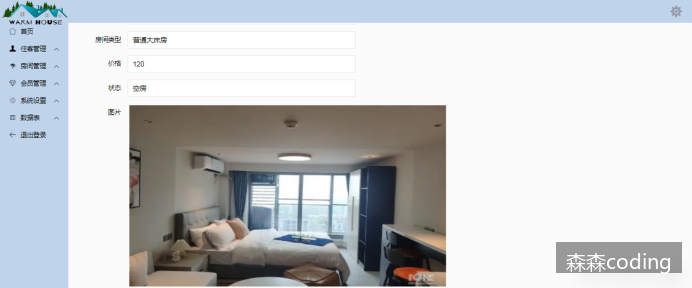 WARM HOUSE
首页
住客管理
房间管理
会员管理
系统设置
数据表
退出登录
房间类型
普通大床房
价格
120
状态
空房
图片
森森coding